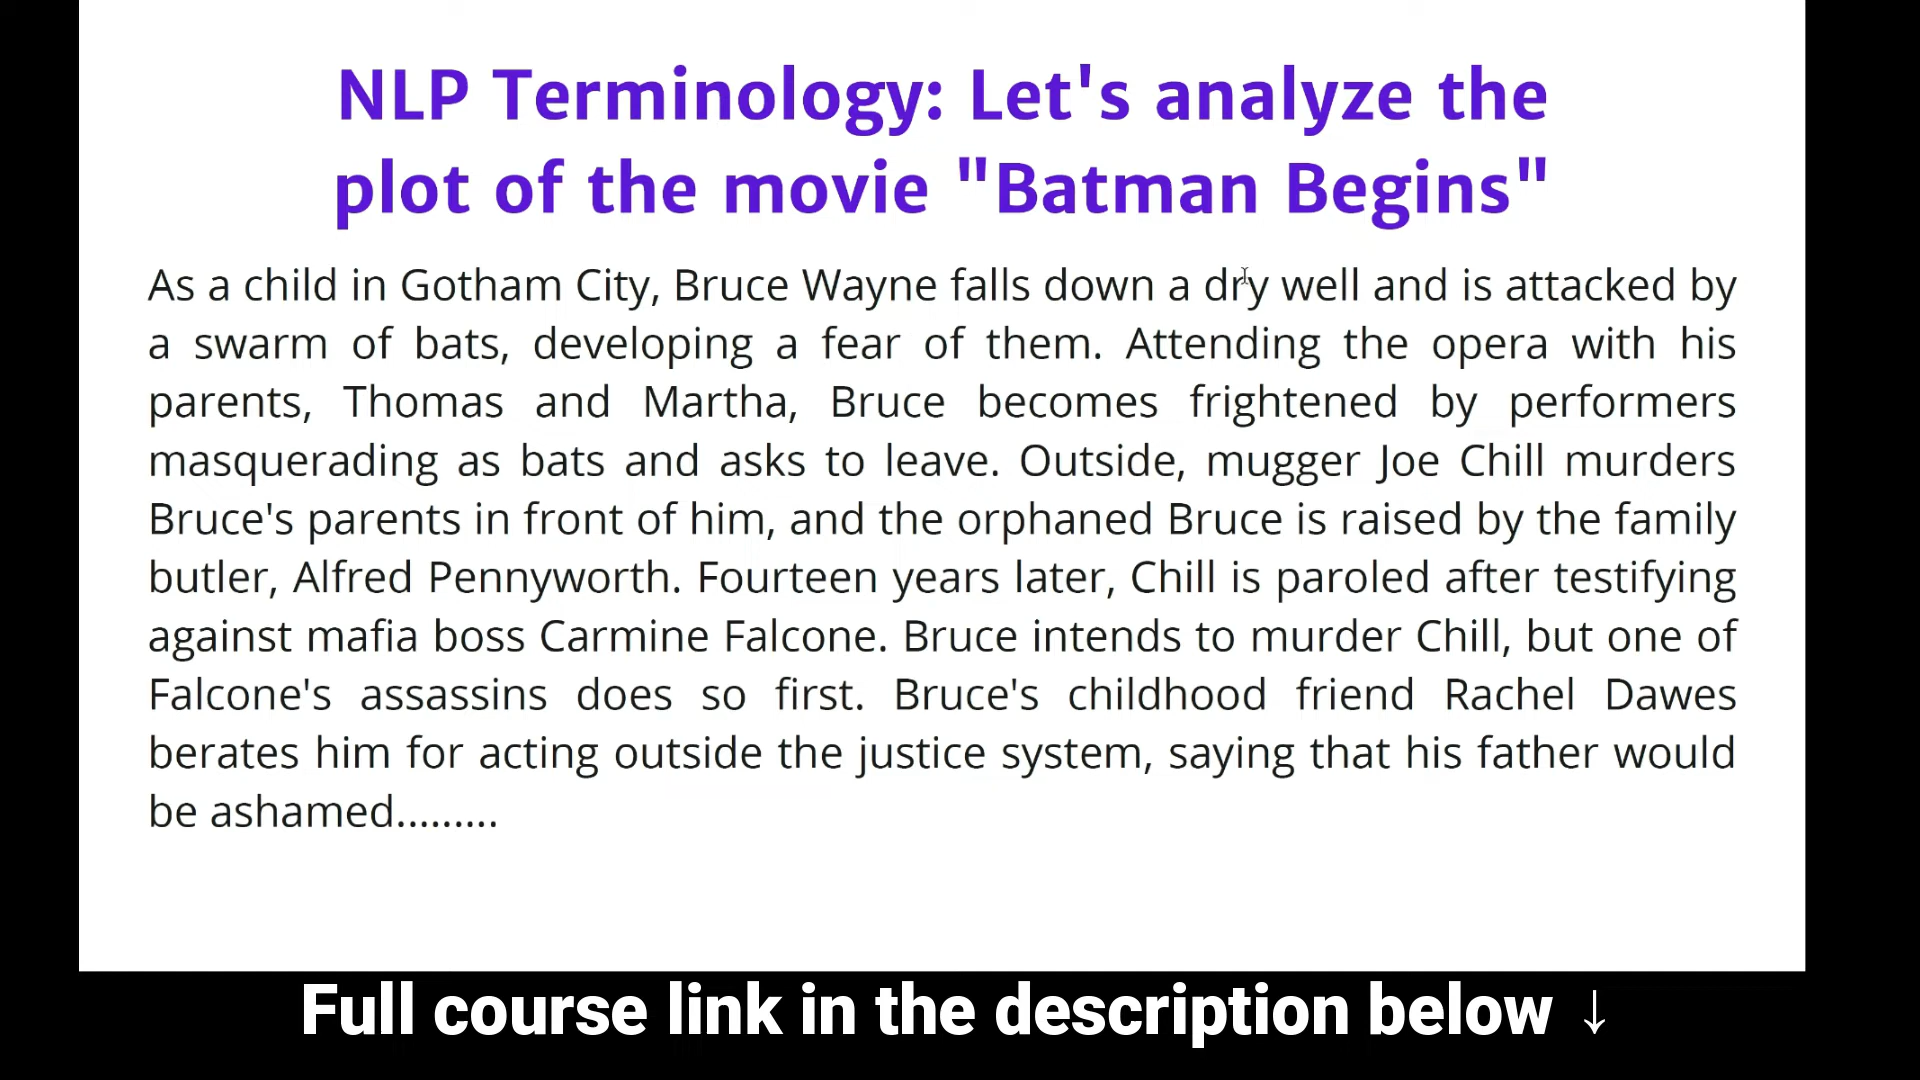 NLP Terminology: Let's analyze the
plot of the movie "Batman Begins"
As a child in Gotham City, Bruce Wayne falls down a dry well and is attacked by
a swarm of bats, developing a fear of them. Attending the opera with his
parents, Thomas and Martha, Bruce becomes frightened by performers
masquerading as bats and asks to leave. Outside, mugger Joe Chill murders
Bruce's parents in front of him, and the orphaned Bruce is raised by the family
butler, Alfred Pennyworth. Fourteen years later, Chill is paroled after testifying
against mafia boss Carmine Falcone. Bruce intends to murder Chill, but one of
Falcone's assassins does so first. Bruce's childhood friend Rachel Dawes
berates him for acting outside the justice system, saying that his father would
be ashamed.........
Full course link in the description below ↓